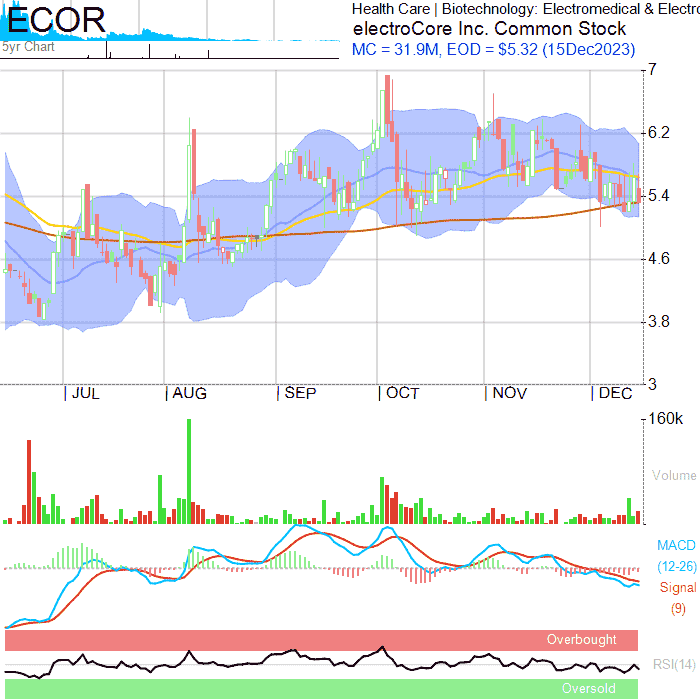 ECOR
5yr Chart
Health Care | Biotechnology: Electromedical & Electro
electroCore Inc. Common Stock
MC = 31.9M, EOD = $5.32 (15Dec2023)
7
6.2
5.4
4.6
3.8
3
JUL AUG SEP OCT NOV DEC
160k
Volume
MACD
(12-26)
Signal
(9)
Overbought
RSI(14)
Oversold